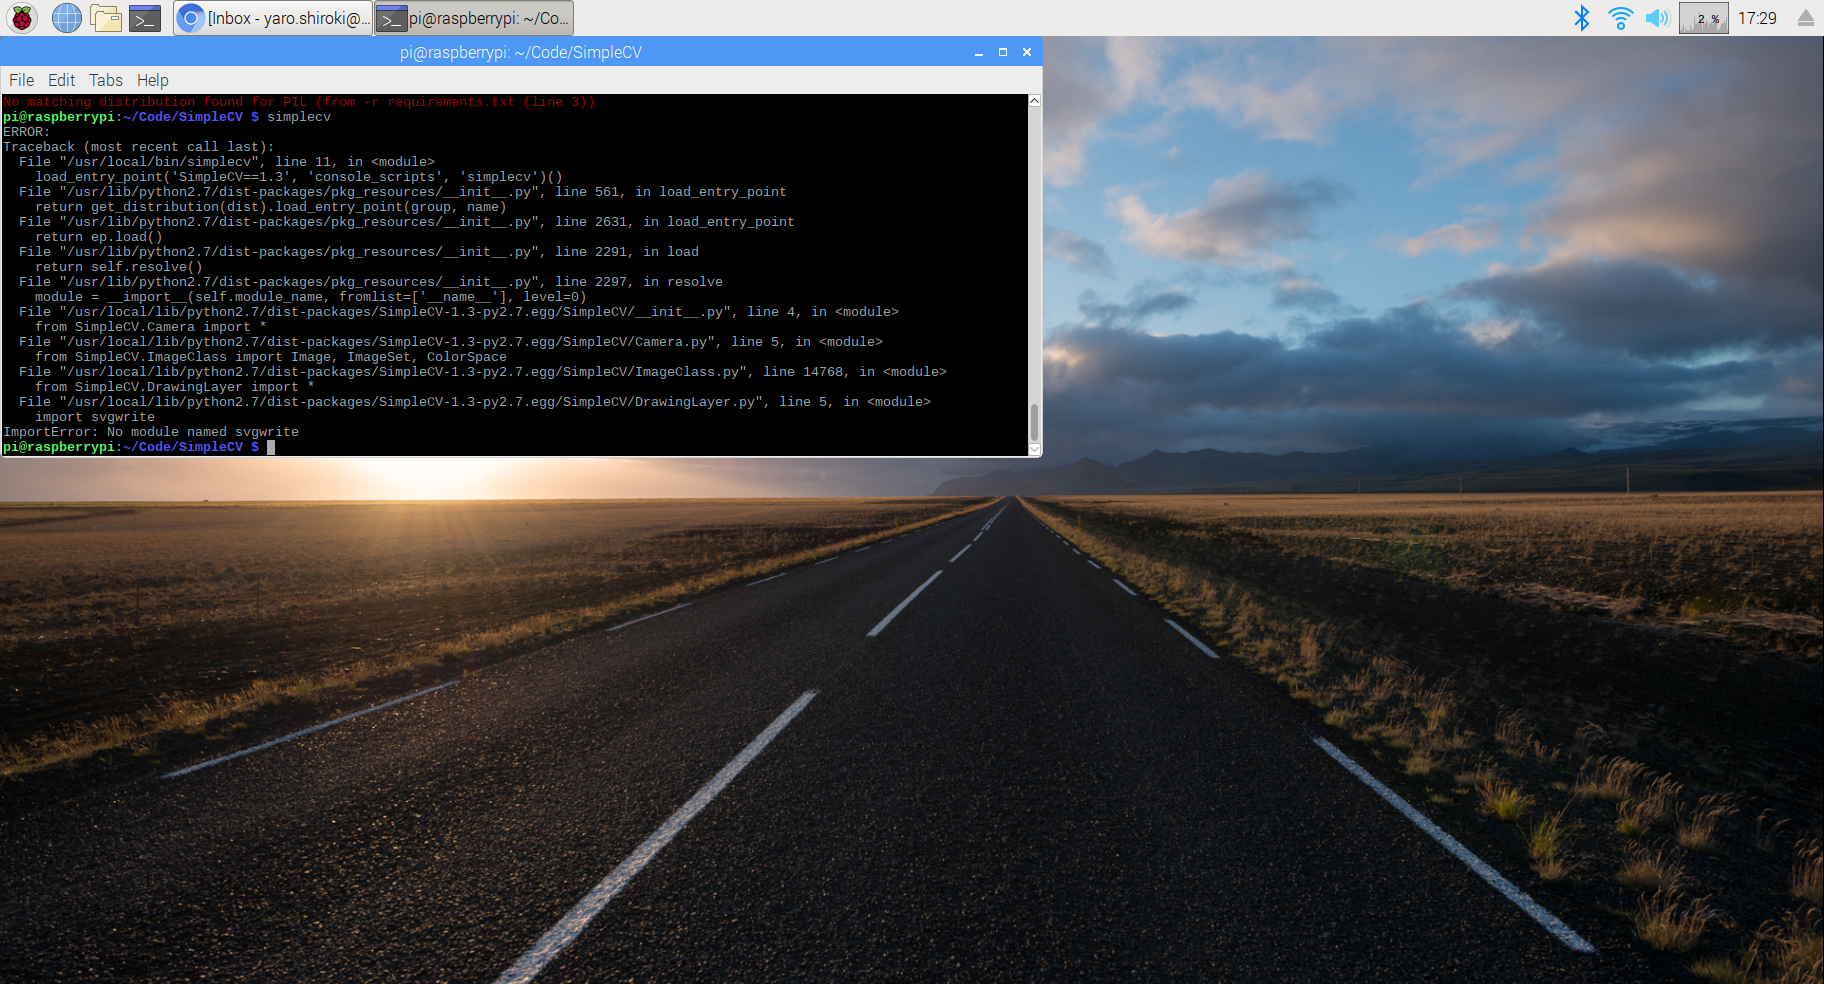 [Inbox - yaro.shiroki@...
pi@raspberrypi: ~/Co...
2 %
17:29
pi@raspberrypi: ~/Code/SimpleCV
File Edit Tabs Help
No matching distribution found for PIL (from -r requirements.txt (line 3))
pi@raspberrypi:~/Code/SimpleCV $ simplecv
ERROR:
Traceback (most recent call last):
  File "/usr/local/bin/simplecv", line 11, in <module>
    load_entry_point('SimpleCV==1.3', 'console_scripts', 'simplecv')()
  File "/usr/lib/python2.7/dist-packages/pkg_resources/__init__.py", line 561, in load_entry_point
    return get_distribution(dist).load_entry_point(group, name)
  File "/usr/lib/python2.7/dist-packages/pkg_resources/__init__.py", line 2631, in load_entry_point
    return ep.load()
  File "/usr/lib/python2.7/dist-packages/pkg_resources/__init__.py", line 2291, in load
    return self.resolve()
  File "/usr/lib/python2.7/dist-packages/pkg_resources/__init__.py", line 2297, in resolve
    module = __import__(self.module_name, fromlist=['__name__'], level=0)
  File "/usr/local/lib/python2.7/dist-packages/SimpleCV-1.3-py2.7.egg/SimpleCV/__init__.py", line 4, in <module>
    from SimpleCV.Camera import *
  File "/usr/local/lib/python2.7/dist-packages/SimpleCV-1.3-py2.7.egg/SimpleCV/Camera.py", line 5, in <module>
    from SimpleCV.ImageClass import Image, ImageSet, ColorSpace
  File "/usr/local/lib/python2.7/dist-packages/SimpleCV-1.3-py2.7.egg/SimpleCV/ImageClass.py", line 14768, in <module>
    from SimpleCV.DrawingLayer import *
  File "/usr/local/lib/python2.7/dist-packages/SimpleCV-1.3-py2.7.egg/SimpleCV/DrawingLayer.py", line 5, in <module>
    import svgwrite
ImportError: No module named svgwrite
pi@raspberrypi:~/Code/SimpleCV $